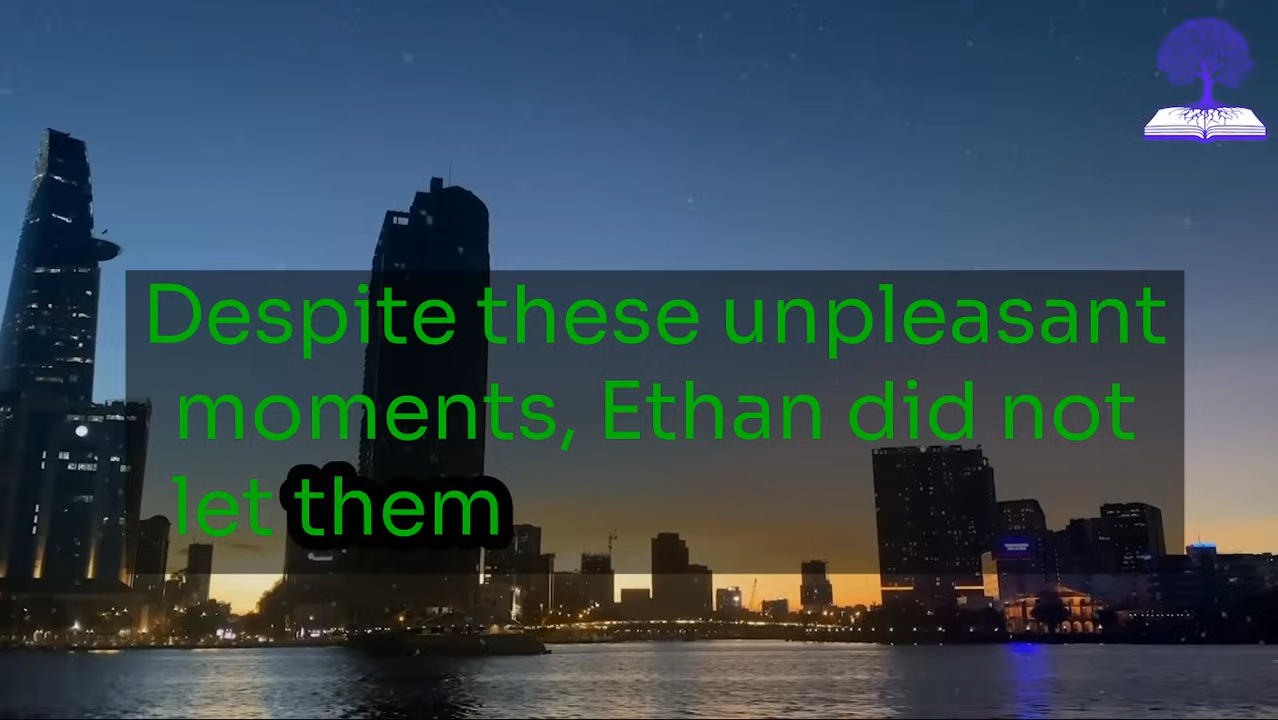 Despite these unpleasant
moments, Ethan did not
let them